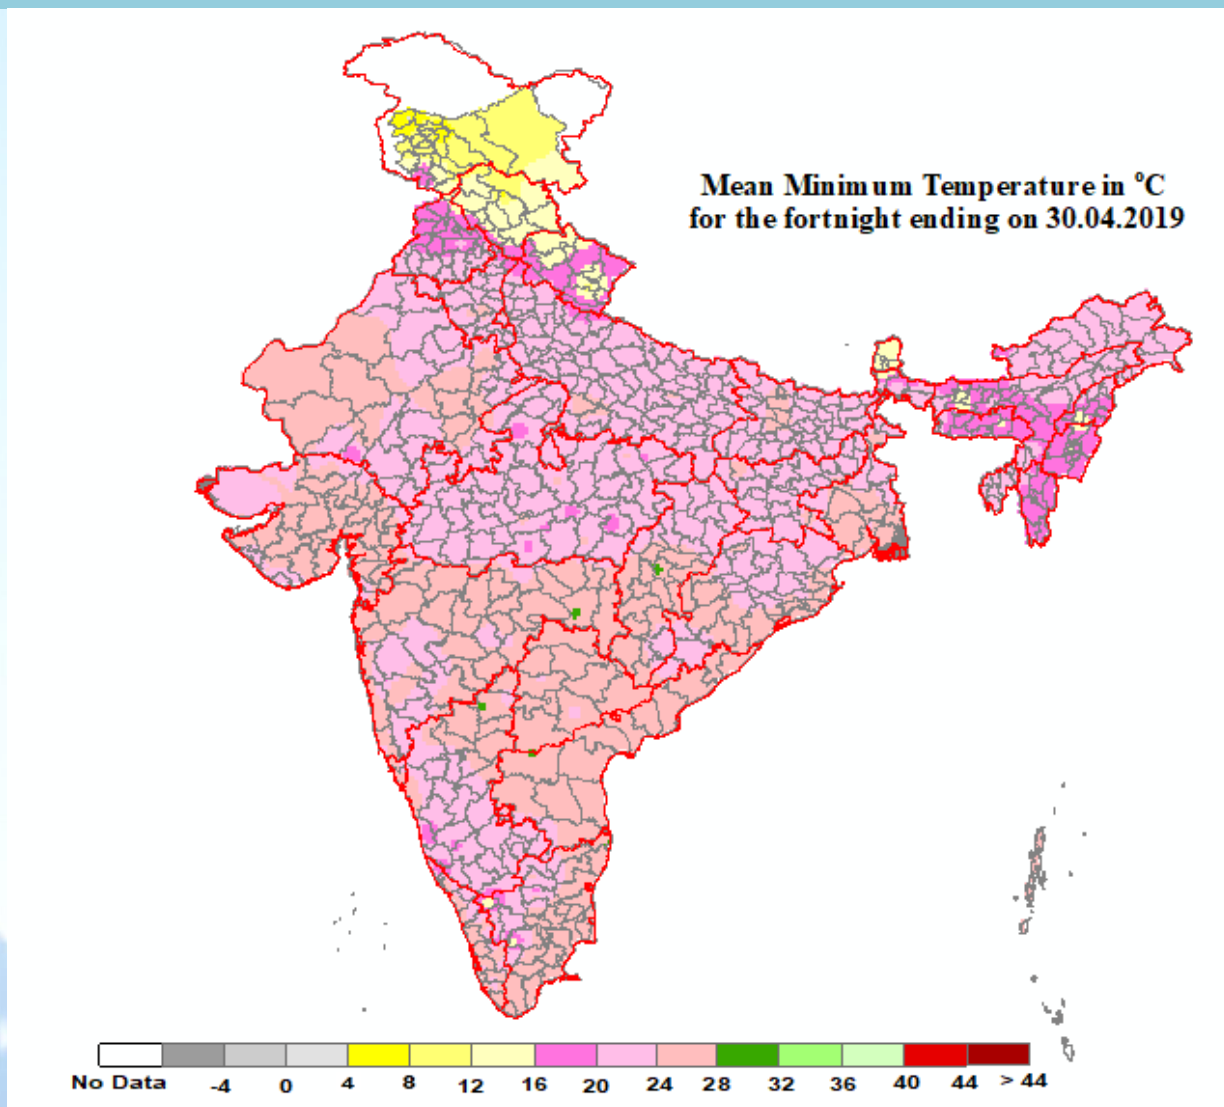 Mean Minimum Temperature in °C
for the fortnight ending on 30.04.2019
No Data -4 0 4 8 12 16 20 24 28 32 36 40 44 > 44